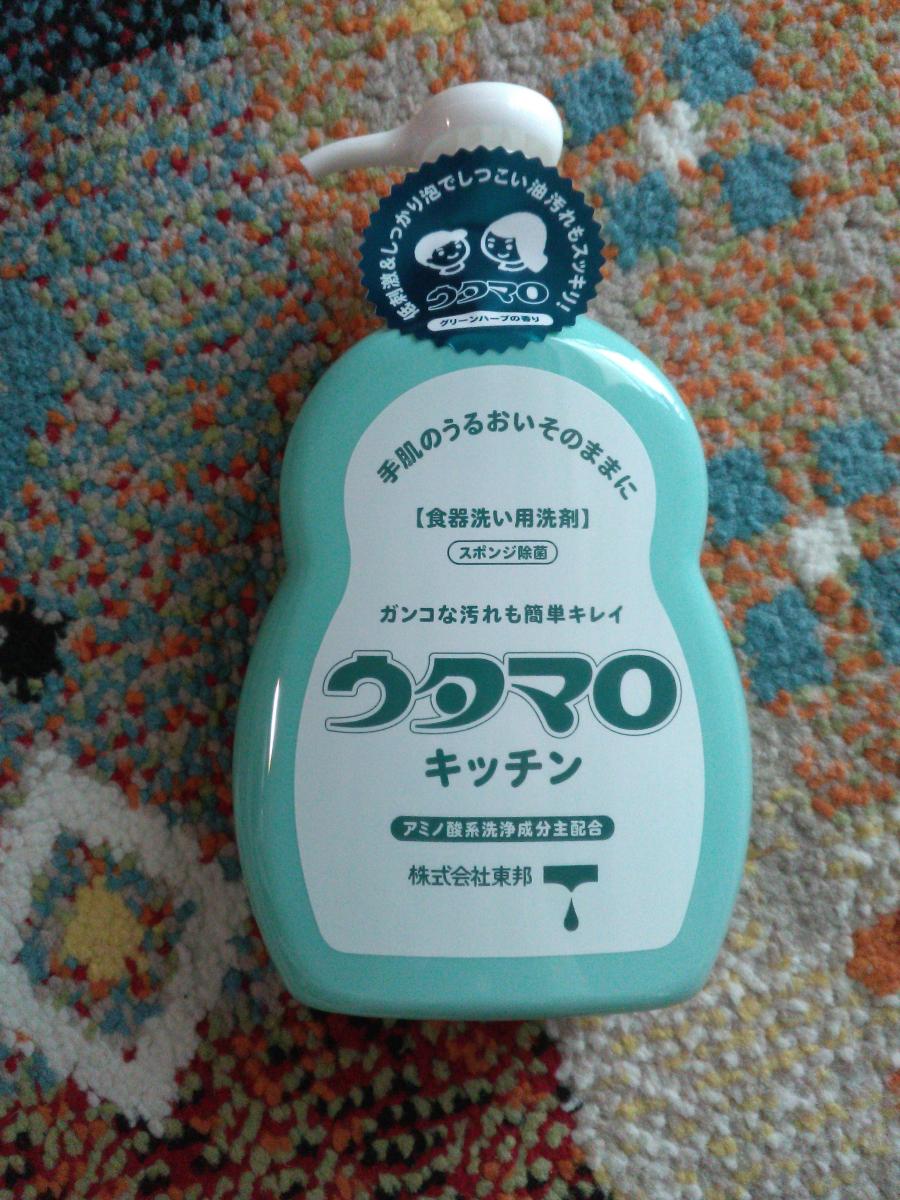 低刺激&しっかり泡でしつこい油汚れもスッキリ!
ウタマロ
グリーンハーブの香り
手肌のうるおいそのままに
【食器洗い用洗剤】
スポンジ除菌
ガンコな汚れも簡単キレイ
ウタマロ
キッチン
アミノ酸系洗浄成分主配合
株式会社東邦